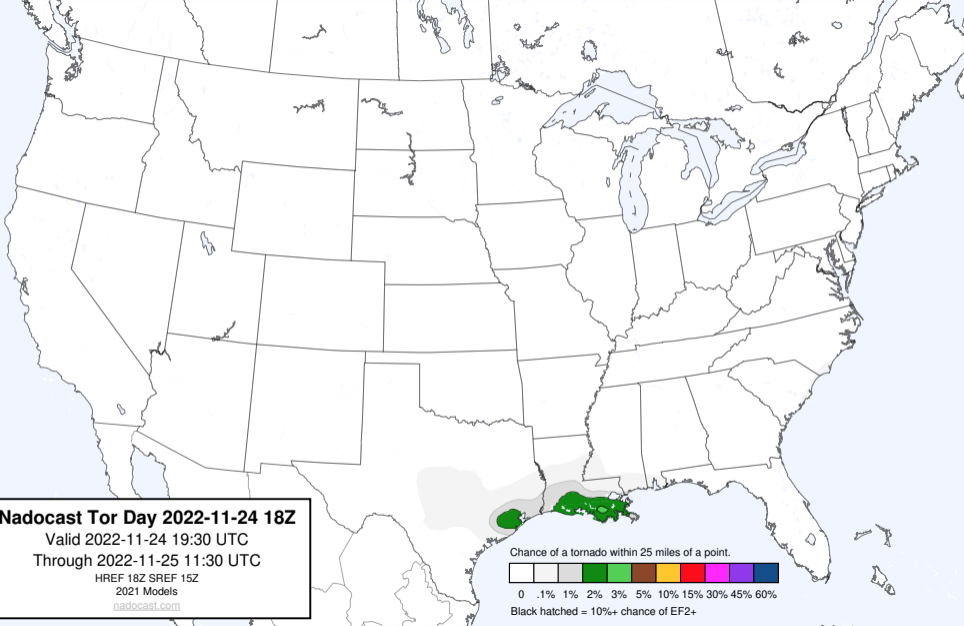 Nadocast Tor Day 2022-11-24 18Z
Valid 2022-11-24 19:30 UTC
Through 2022-11-25 11:30 UTC
HREF 18Z SREF 15Z
2021 Models
nadocast.com
Chance of a tornado within 25 miles of a point.
0 .1% 1% 2% 3% 5% 10% 15% 30% 45% 60%
Black hatched = 10%+ chance of EF2+